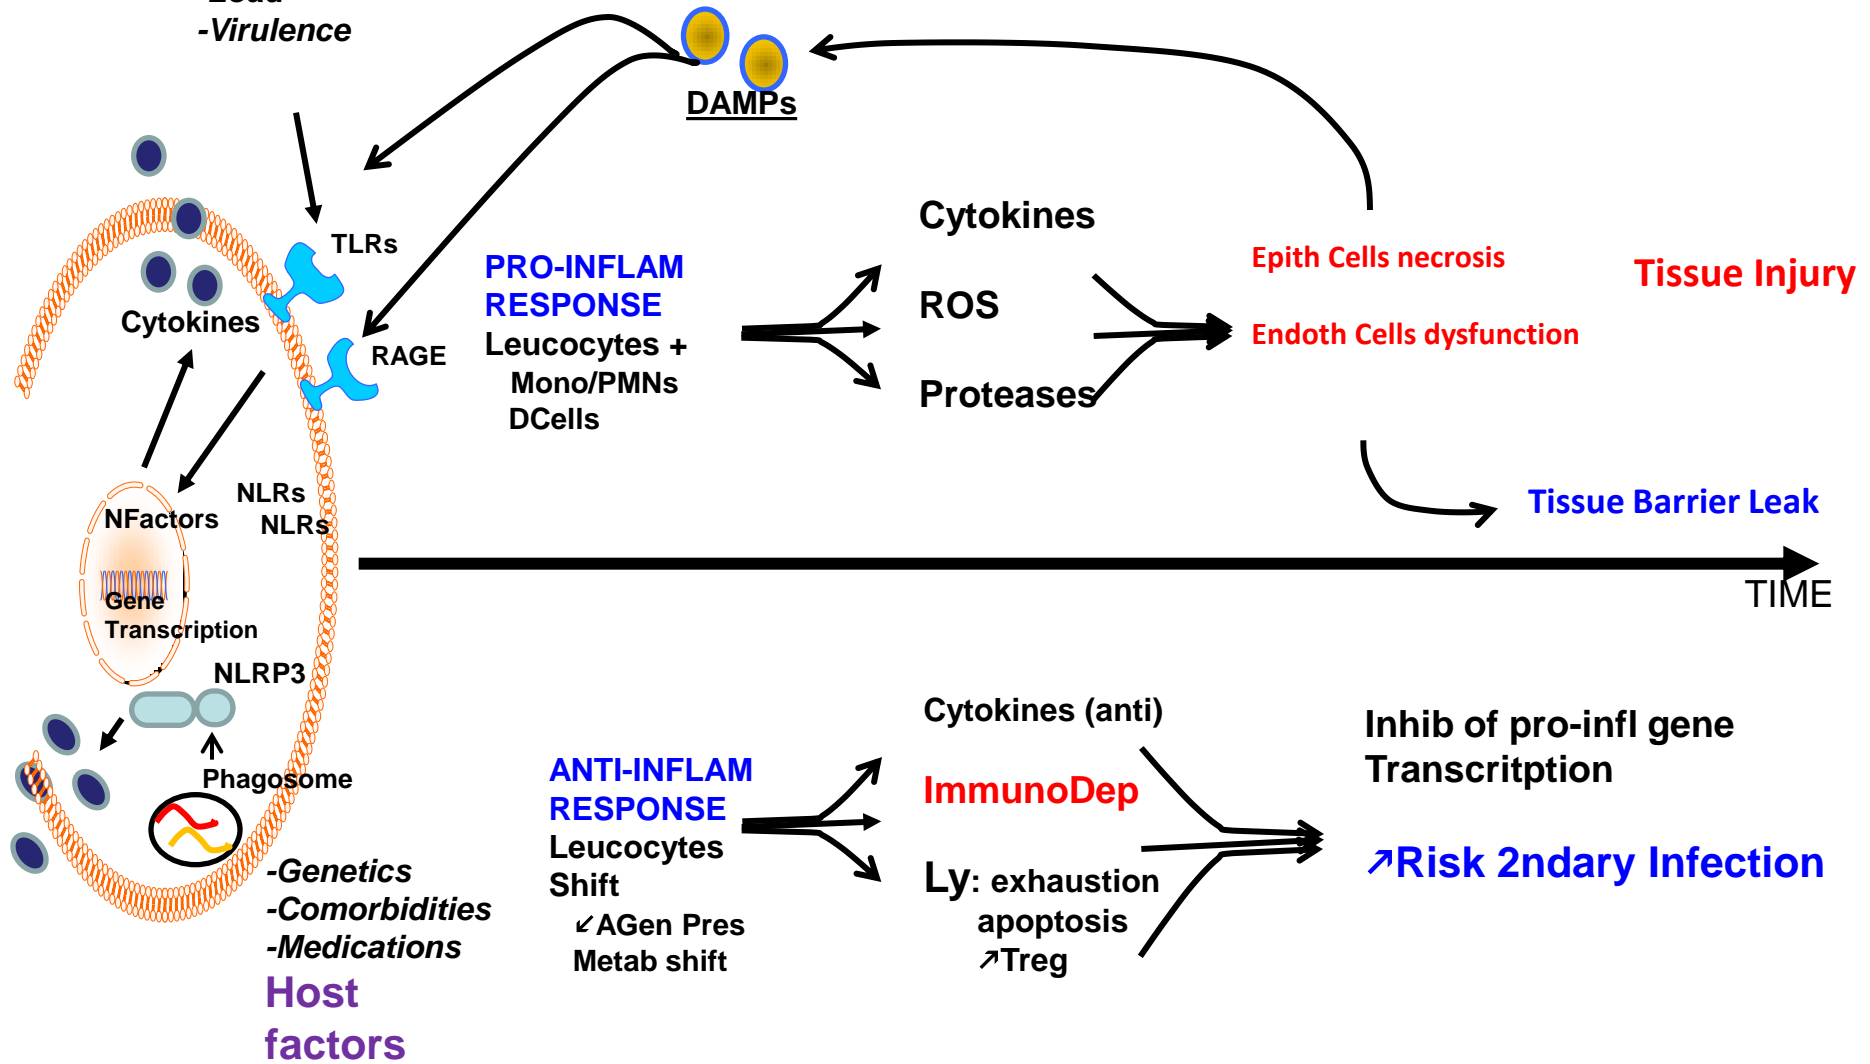 -Virulence
DAMPs
TLRs
RAGE
Cytokines
NFactors
NLRs
NLRs
Gene
Transcription
NLRP3
Phagosome
-Genetics
-Comorbidities
-Medications
Host
factors
PRO-INFLAM
RESPONSE
Leucocytes +
Mono/PMNs
DCells
Cytokines
ROS
Proteases
Epith Cells necrosis
Endoth Cells dysfunction
Tissue Injury
Tissue Barrier Leak
TIME
ANTI-INFLAM
RESPONSE
Leucocytes
Shift
↙AGen Pres
Metab shift
Cytokines (anti)
ImmunoDep
Ly: exhaustion
apoptosis
↗Treg
Inhib of pro-infl gene
Transcritption
↗Risk 2ndary Infection